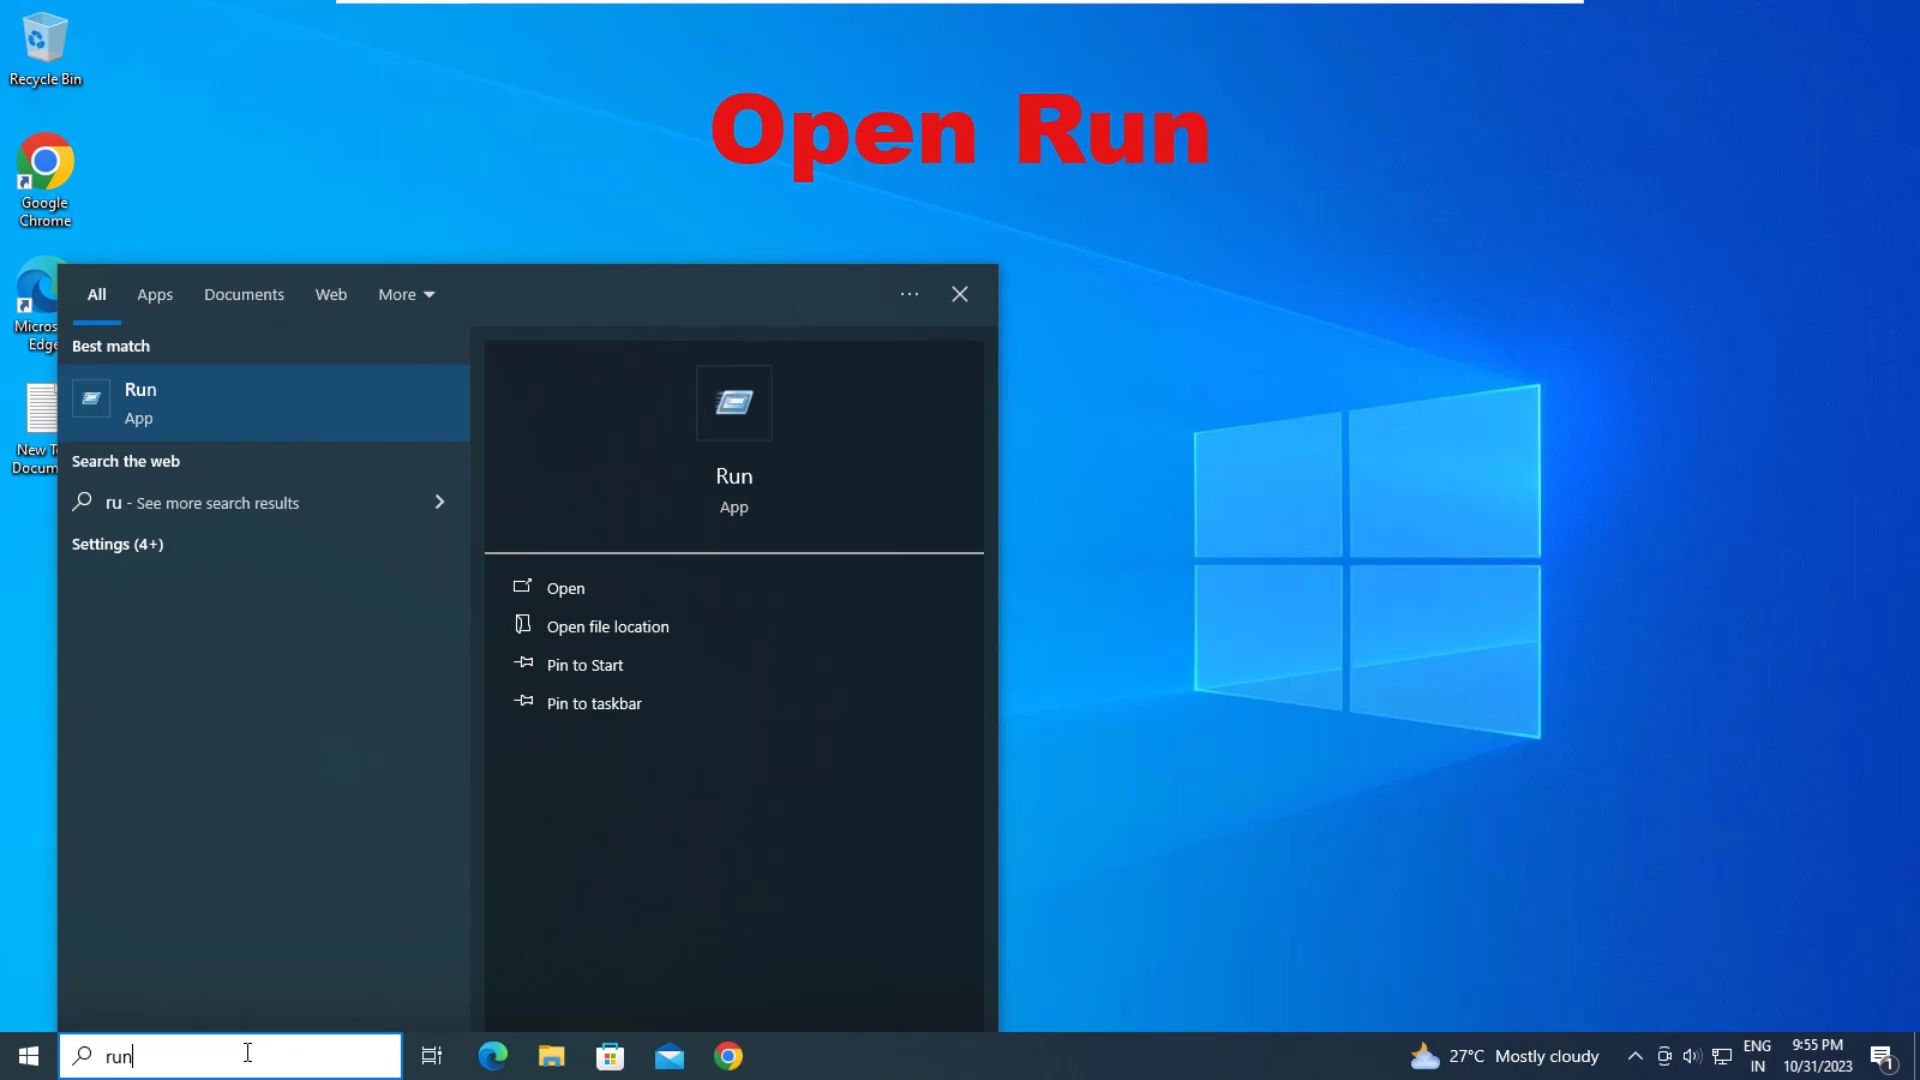 Recycle Bin
Open Run
Google
Chrome
Micros
Edge
New T
Docum
All Apps Documents Web More ...
Best match
Run
App
Search the web
ru - See more search results
Settings (4+)
Run
App
Open
Open file location
Pin to Start
Pin to taskbar
run
27°C Mostly cloudy
ENG
IN
9:55 PM
10/31/2023
1